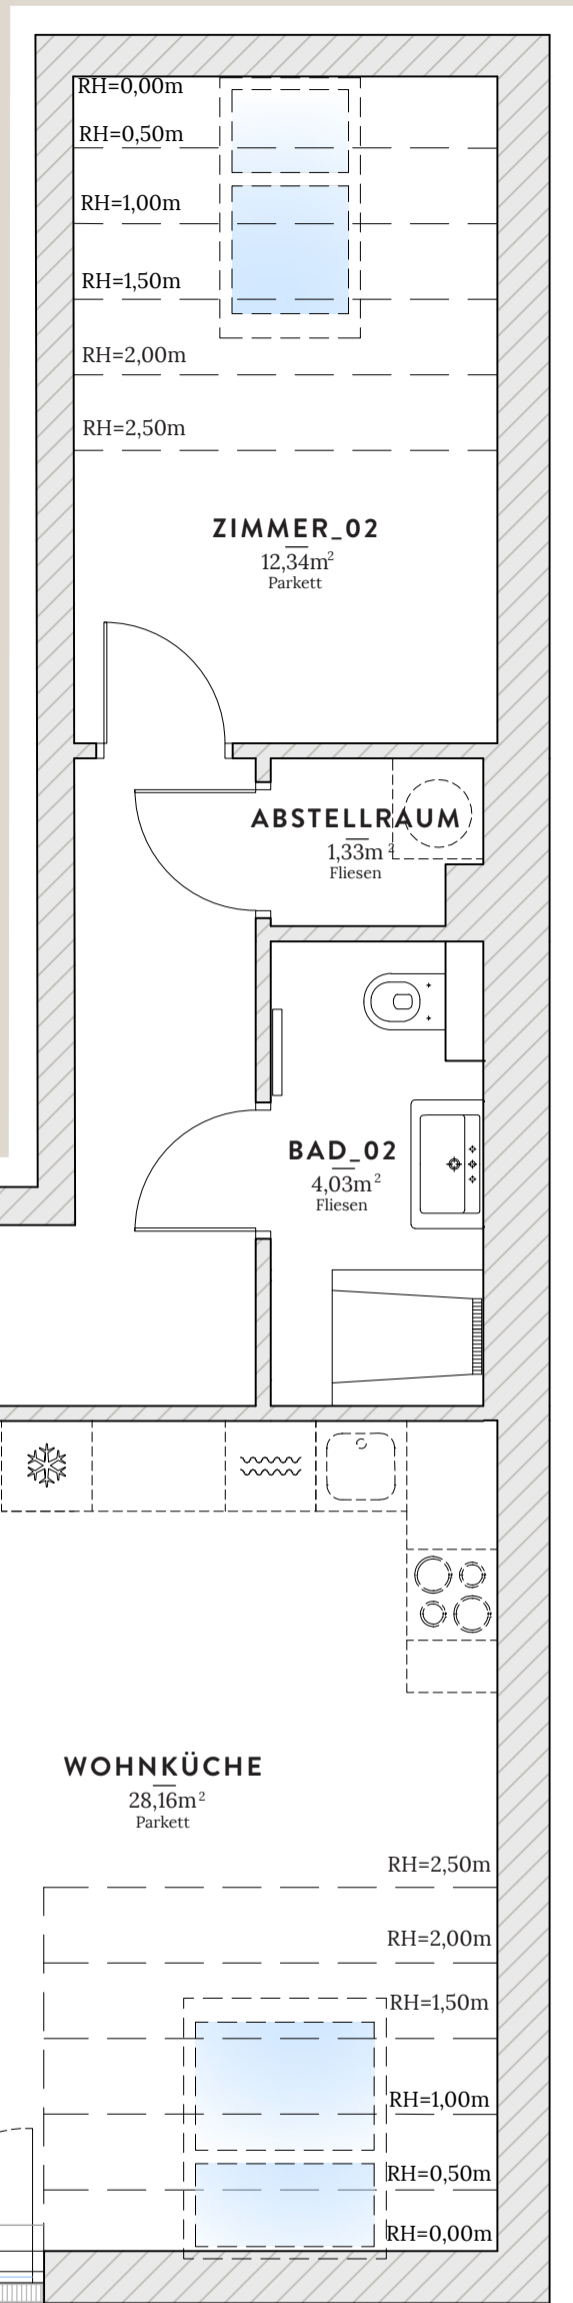 RH=0,00m
RH=0,50m
RH=1,00m
RH=1,50m
RH=2,00m
RH=2,50m
ZIMMER_02
12,34m²
Parkett
ABSTELLRAUM
1,33m²
Fliesen
BAD_02
4,03m²
Fliesen
WOHNKÜCHE
28,16m²
Parkett
RH=2,50m
RH=2,00m
RH=1,50m
RH=1,00m
RH=0,50m
RH=0,00m